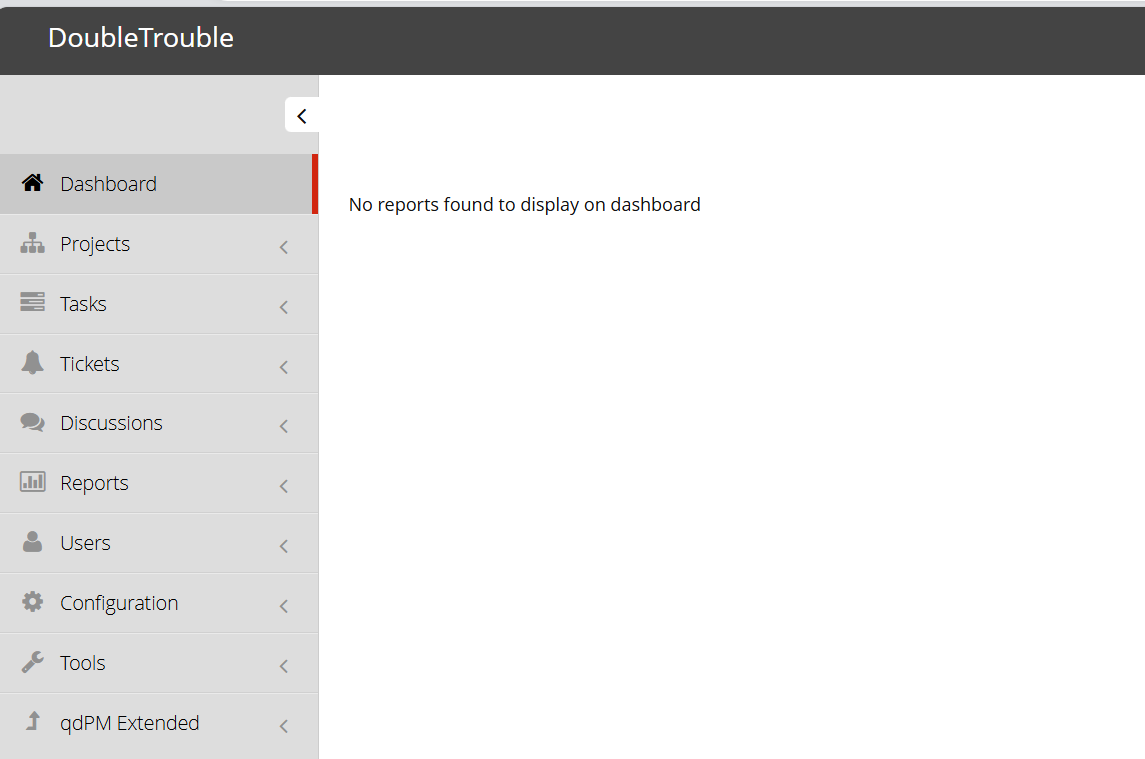 DoubleTrouble
Dashboard
No reports found to display on dashboard
Projects
Tasks
Tickets
Discussions
Reports
Users
Configuration
Tools
qdPM Extended